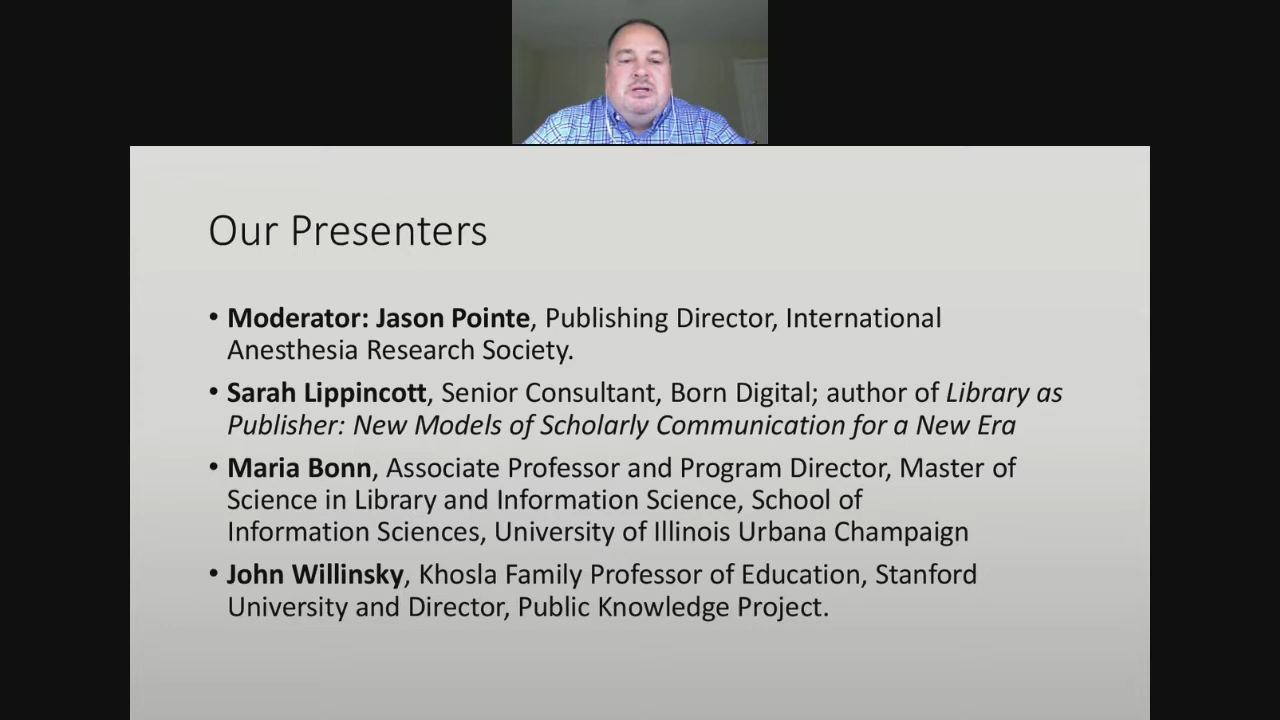 Our Presenters
• Moderator: Jason Pointe, Publishing Director, International
Anesthesia Research Society.
• Sarah Lippincott, Senior Consultant, Born Digital; author of Library as
Publisher: New Models of Scholarly Communication for a New Era
• Maria Bonn, Associate Professor and Program Director, Master of
Science in Library and Information Science, School of
Information Sciences, University of Illinois Urbana Champaign
• John Willinsky, Khosla Family Professor of Education, Stanford
University and Director, Public Knowledge Project.